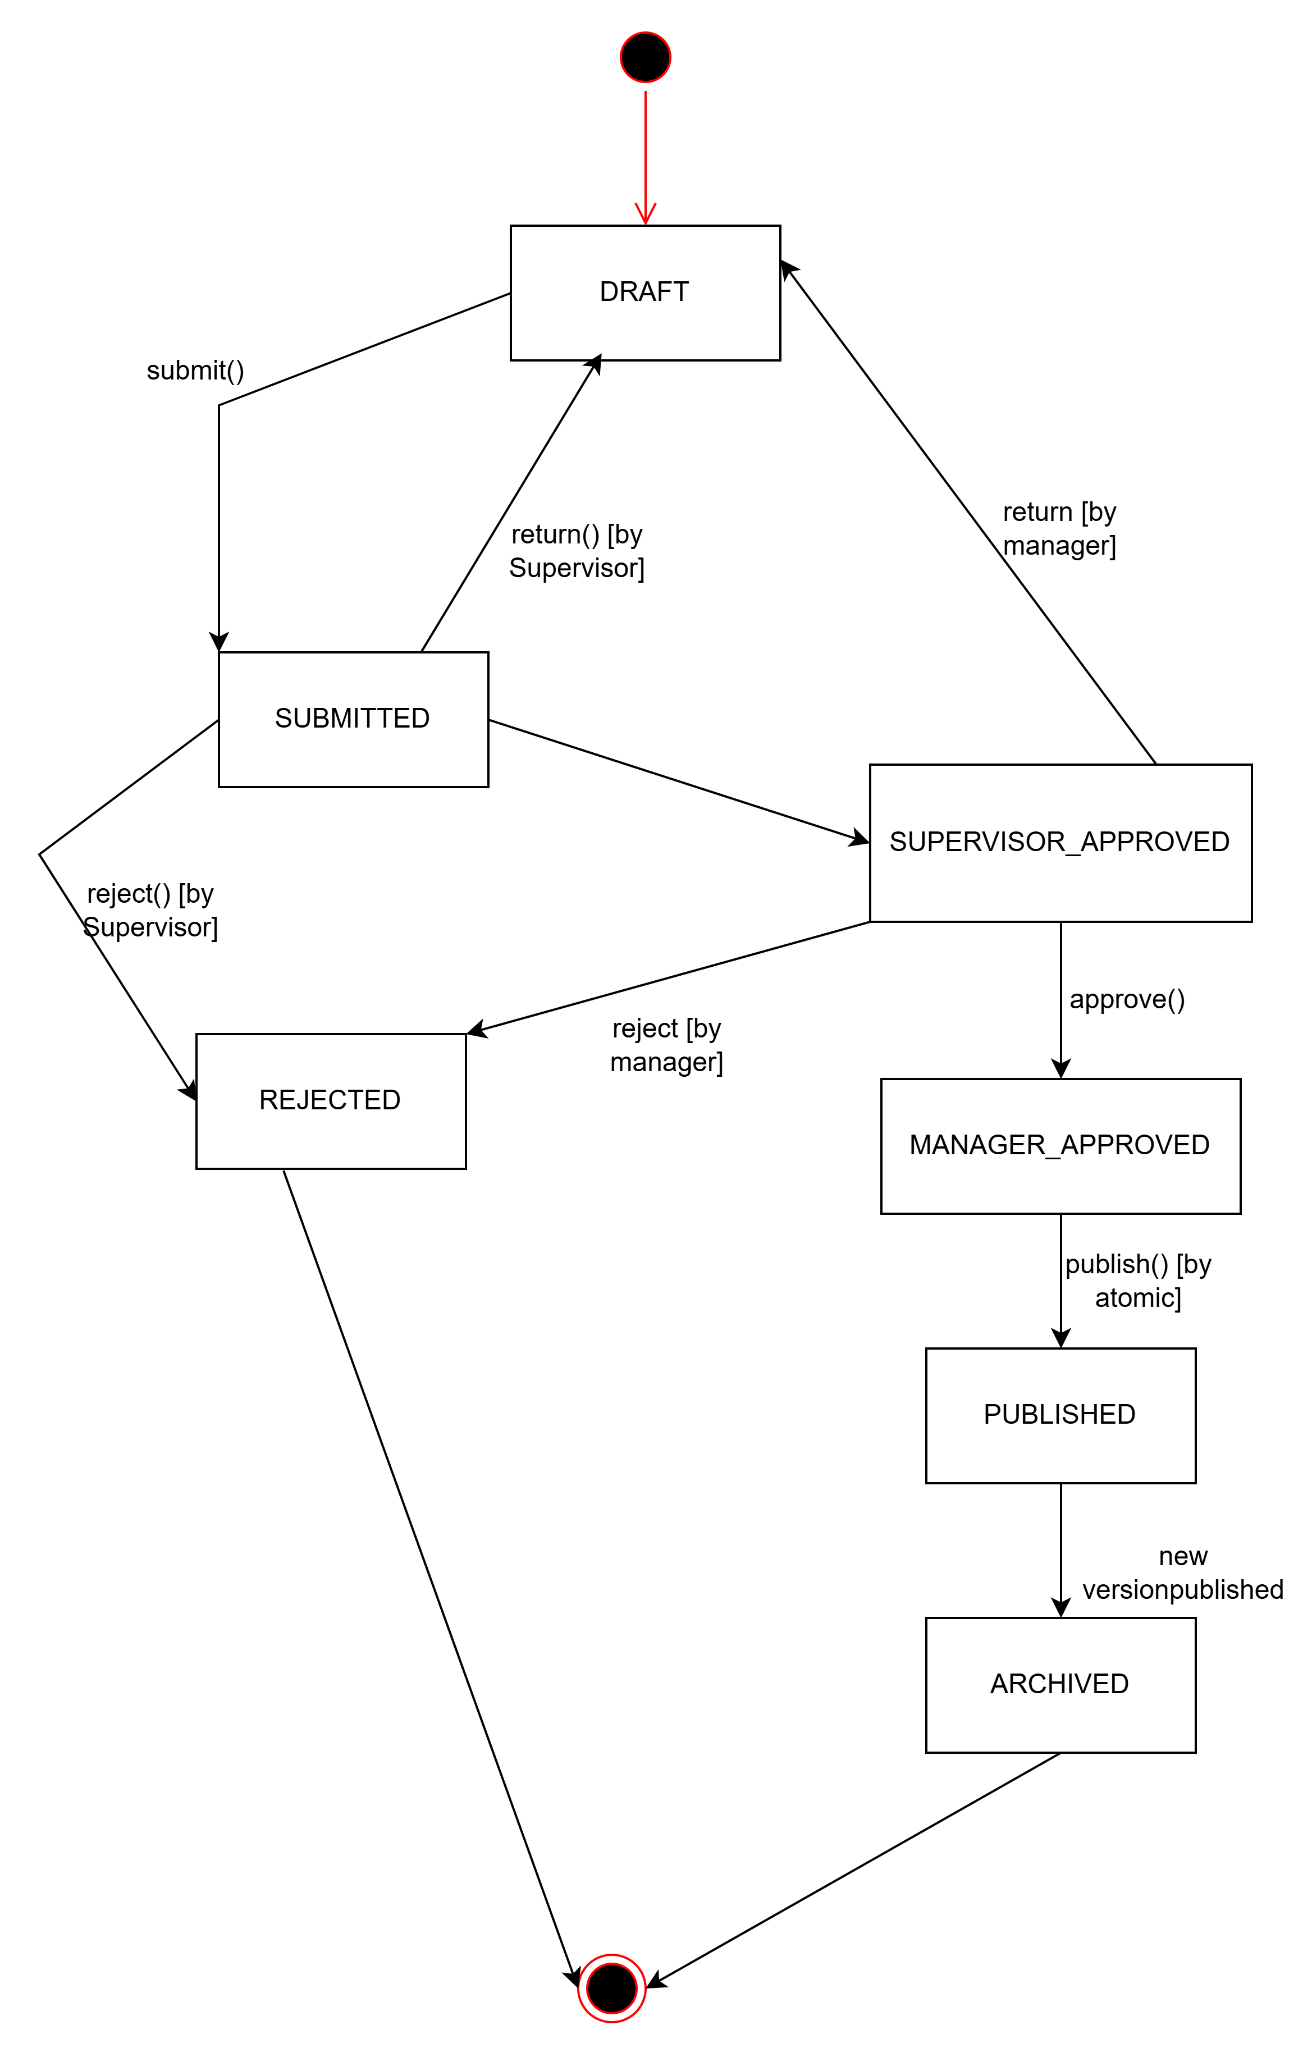 DRAFT
submit()
return [by
manager]
return() [by
Supervisor]
SUBMITTED
SUPERVISOR_APPROVED
reject() [by
Supervisor]
approve()
reject [by
manager]
REJECTED
MANAGER_APPROVED
publish() [by
atomic]
PUBLISHED
new
versionpublished
ARCHIVED